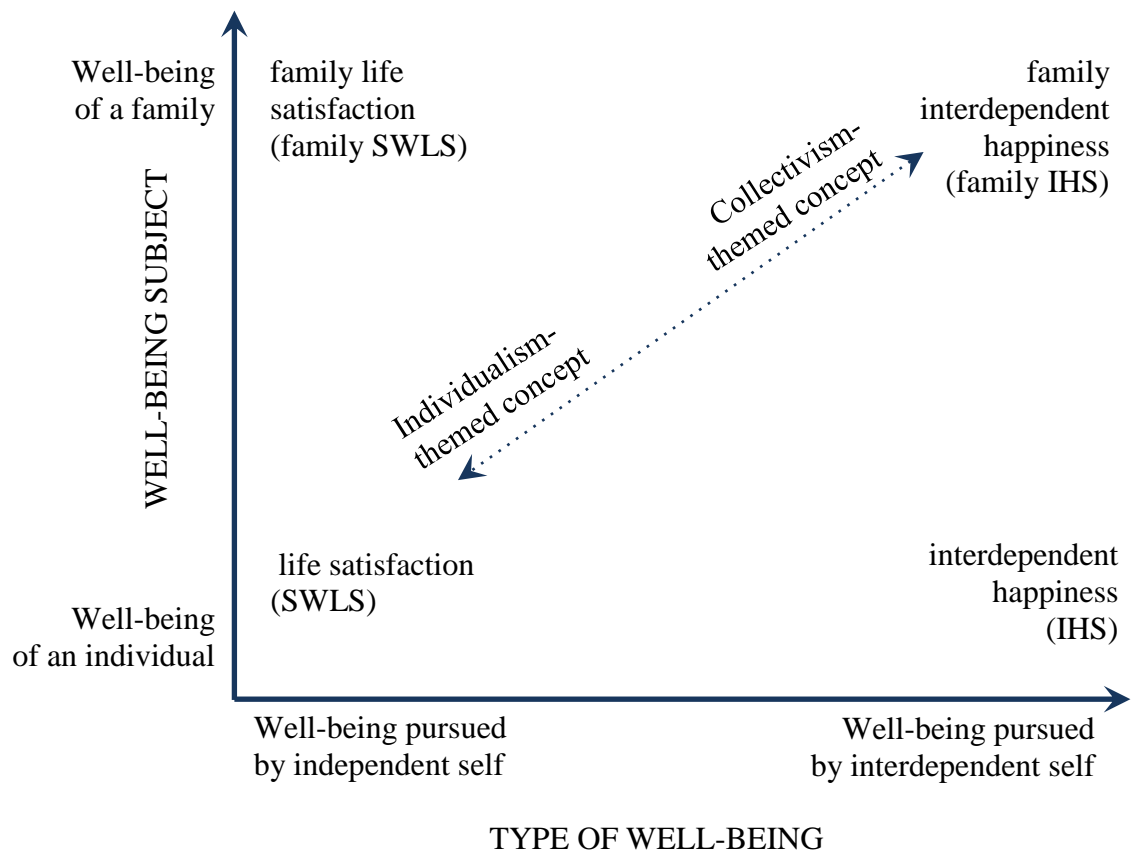 Well-being
of a family
family life
satisfaction
(family SWLS)
family
interdependent
happiness
(family IHS)
Collectivism-
themed concept
WELL-BEING SUBJECT
Individualism-
themed concept
life satisfaction
(SWLS)
interdependent
happiness
(IHS)
Well-being
of an individual
Well-being pursued
by independent self
Well-being pursued
by interdependent self
TYPE OF WELL-BEING